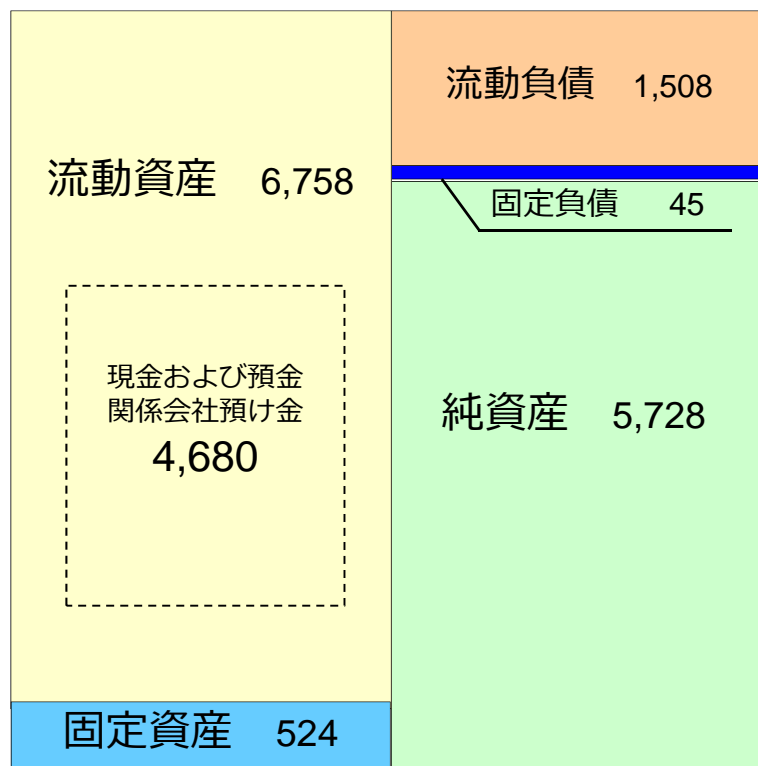 流動資産 6,758
現金および預金
関係会社預け金
4,680
固定資産 524
流動負債 1,508
固定負債 45
純資産 5,728